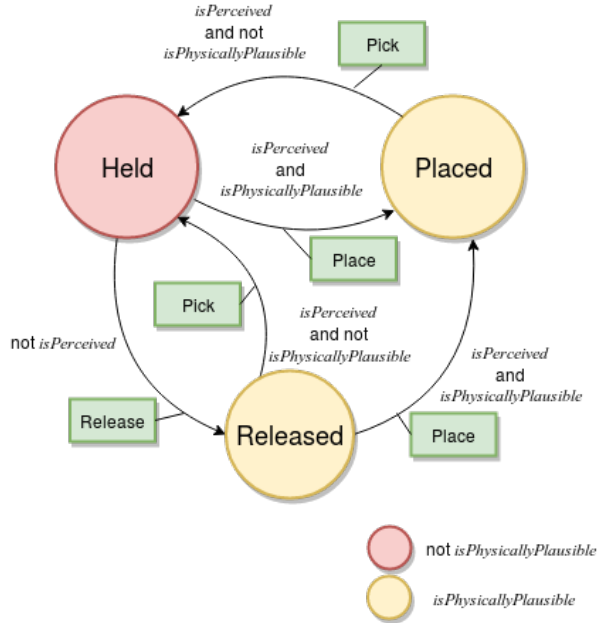 isPerceived
and not
isPhysicallyPlausible
Pick
Held
isPerceived
and
isPhysicallyPlausible
Placed
Place
Pick
isPerceived
and not
isPhysicallyPlausible
not isPerceived
isPerceived
and
isPhysicallyPlausible
Release
Released
Place
not isPhysicallyPlausible
isPhysicallyPlausible